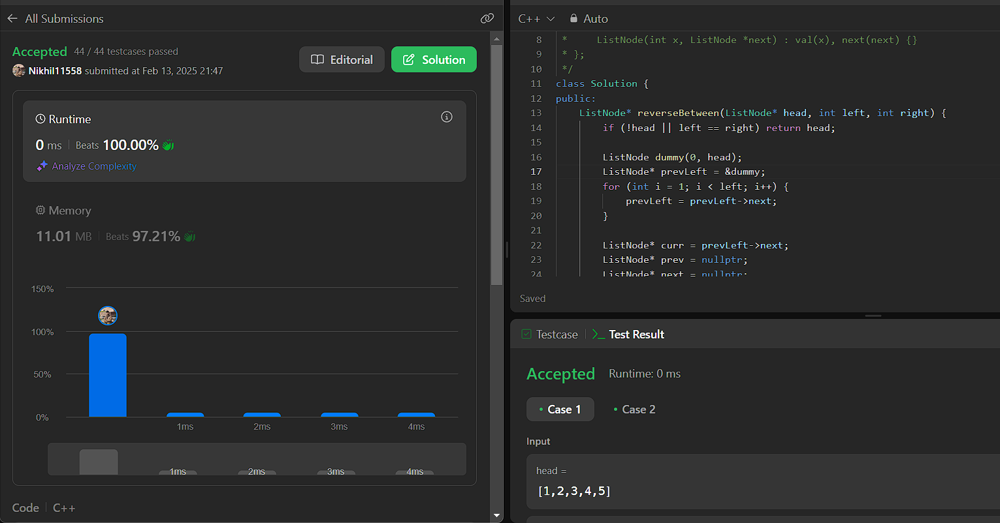 All Submissions
Accepted 44 / 44 testcases passed
Nikhil11558 submitted at Feb 13, 2025 21:47
Editorial
Solution
Runtime
0 ms | Beats 100.00%
Analyze Complexity
Memory
11.01 MB | Beats 97.21%
150%
100%
50%
0%
1ms 2ms 3ms 4ms
1ms 2ms 3ms 4ms
Code | C++
C++ Auto
8 *     ListNode(int x, ListNode *next) : val(x), next(next) {}
9 * };
10 */
11 class Solution {
12 public:
13     ListNode* reverseBetween(ListNode* head, int left, int right) {
14         if (!head || left == right) return head;
15
16         ListNode dummy(0, head);
17         ListNode* prevLeft = &dummy;
18         for (int i = 1; i < left; i++) {
19             prevLeft = prevLeft->next;
20         }
21
22         ListNode* curr = prevLeft->next;
23         ListNode* prev = nullptr;
24         ListNode* next = nullptr;
Saved
Testcase | Test Result
Accepted Runtime: 0 ms
• Case 1 • Case 2
Input
head =
[1,2,3,4,5]